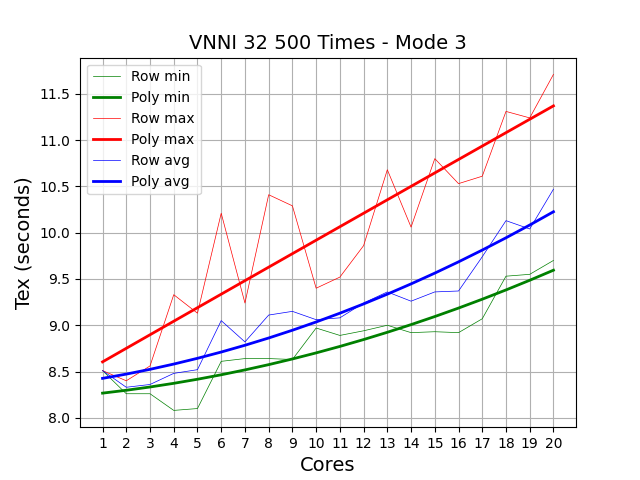 VNNI 32 500 Times - Mode 3
Row min
Poly min
Row max
Poly max
Row avg
Poly avg
11.5
11.0
10.5
10.0
9.5
9.0
8.5
8.0
Tex (seconds)
1 2 3 4 5 6 7 8 9 10 11 12 13 14 15 16 17 18 19 20
Cores